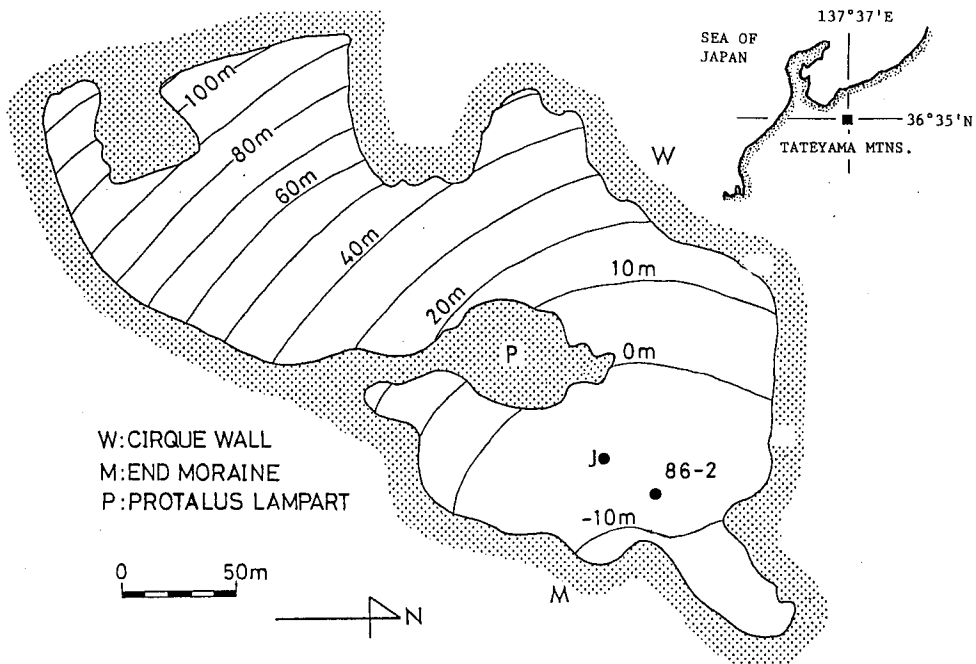 137°37'E
SEA OF
JAPAN
36°35'N
TATEYAMA MTNS.
100m
80m
60m
40m
20m
10m
0m
-10m
W
P
J
86-2
M
W:CIRQUE WALL
M:END MORAINE
P:PROTALUS LAMPART
0 50m
N